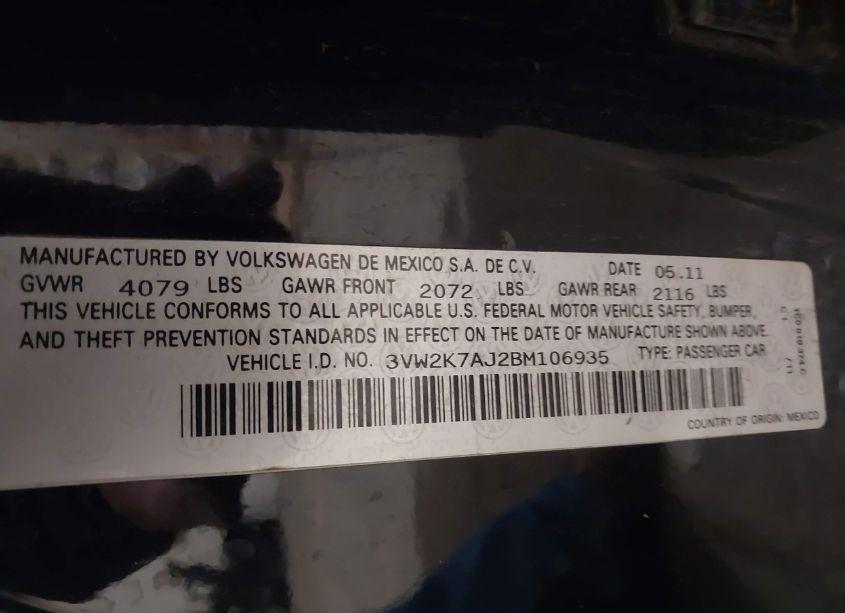 MANUFACTURED BY VOLKSWAGEN DE MEXICO S.A. DE C.V. DATE 05.11
GVWR 4079 LBS GAWR FRONT 2072 LBS GAWR REAR 2116 LBS
THIS VEHICLE CONFORMS TO ALL APPLICABLE U.S. FEDERAL MOTOR VEHICLE SAFETY, BUMPER,
AND THEFT PREVENTION STANDARDS IN EFFECT ON THE DATE OF MANUFACTURE SHOWN ABOVE.
VEHICLE I.D. NO. 3VW2K7AJ2BM106935 TYPE: PASSENGER CAR
COUNTRY OF ORIGIN: MEXICO